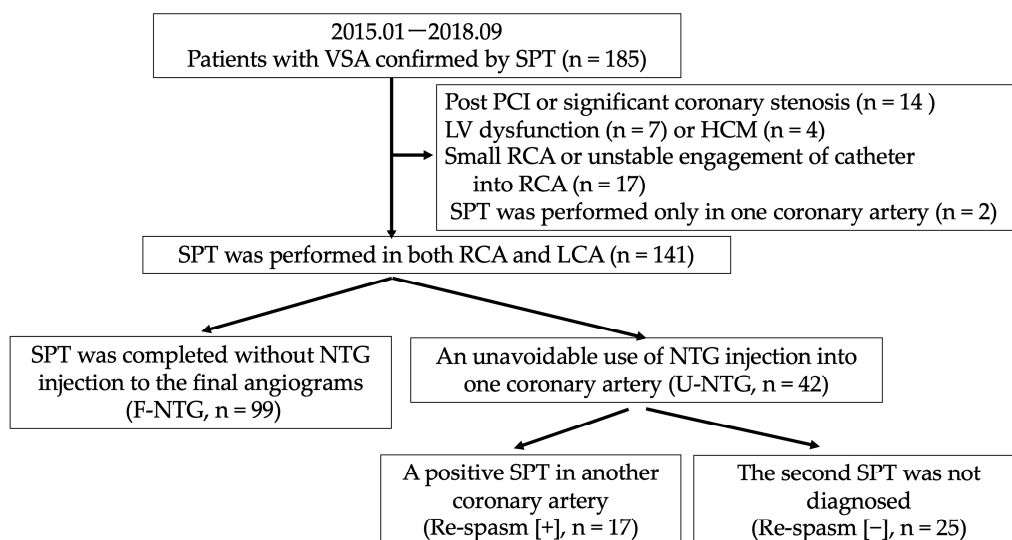 2015.01－2018.09
Patients with VSA confirmed by SPT (n = 185)
Post PCI or significant coronary stenosis (n = 14 )
LV dysfunction (n = 7) or HCM (n = 4)
Small RCA or unstable engagement of catheter
into RCA (n = 17)
SPT was performed only in one coronary artery (n = 2)
SPT was performed in both RCA and LCA (n = 141)
SPT was completed without NTG
injection to the final angiograms
(F-NTG, n = 99)
An unavoidable use of NTG injection into
one coronary artery (U-NTG, n = 42)
A positive SPT in another
coronary artery
(Re-spasm [+], n = 17)
The second SPT was not
diagnosed
(Re-spasm [−], n = 25)